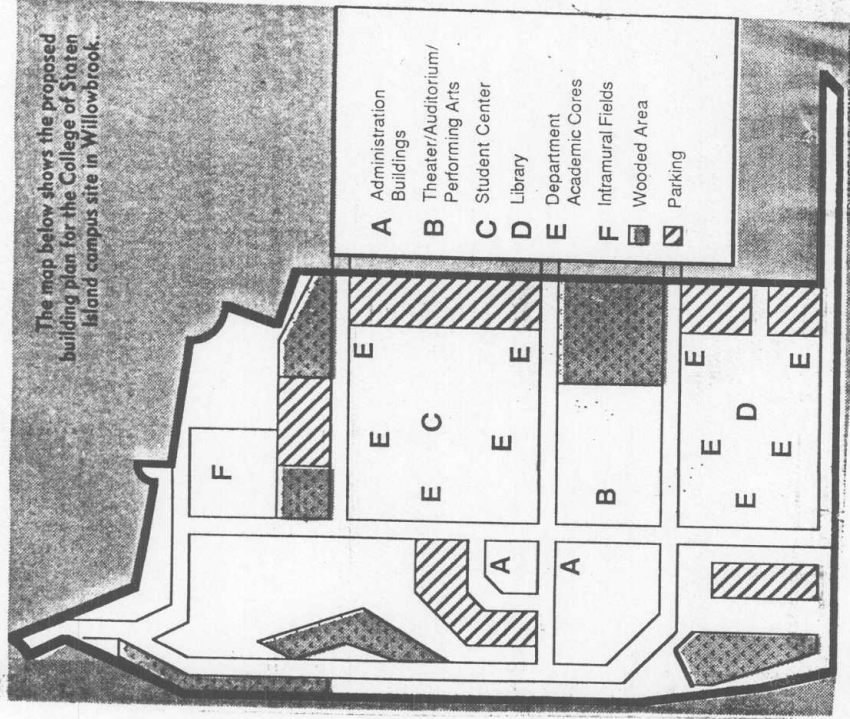 The map below shows the proposed
building plan for the College of Staten
Island campus site in Willowbrook.
A Administration
Buildings
B Theater/Auditorium/
Performing Arts
C Student Center
D Library
E Department
Academic Cores
F Intramural Fields
Wooded Area
Parking
F
E
E
E
C
E
E
A
A
B
E
E
E
D
E
E